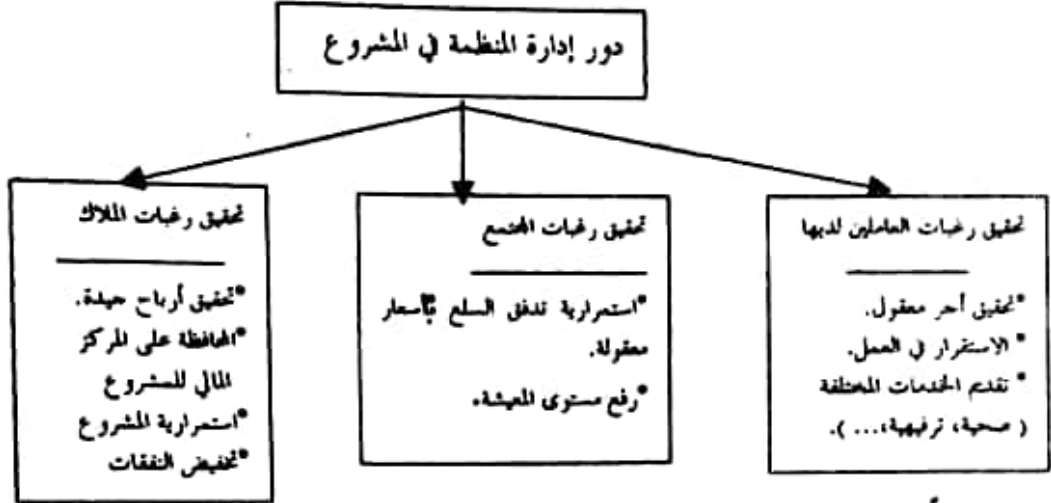 دور إدارة المنظمة في المشروع
تحقيق رغبات العاملين لديها
*تحقيق أجر معقول.
* الاستقرار في العمل.
* تقديم الخدمات المختلفة
( صحية، ترفيهية،... ).
تحقيق رغبات المجتمع
*استمرارية تدفق السلع بأسعار
معقولة.
*رفع مستوى المعيشة.
تحقيق رغبات الملاك
*تحقيق أرباح جيدة.
*المحافظة على المركز
المالي للمشروع
*استمرارية المشروع
*تخفيض النفقات